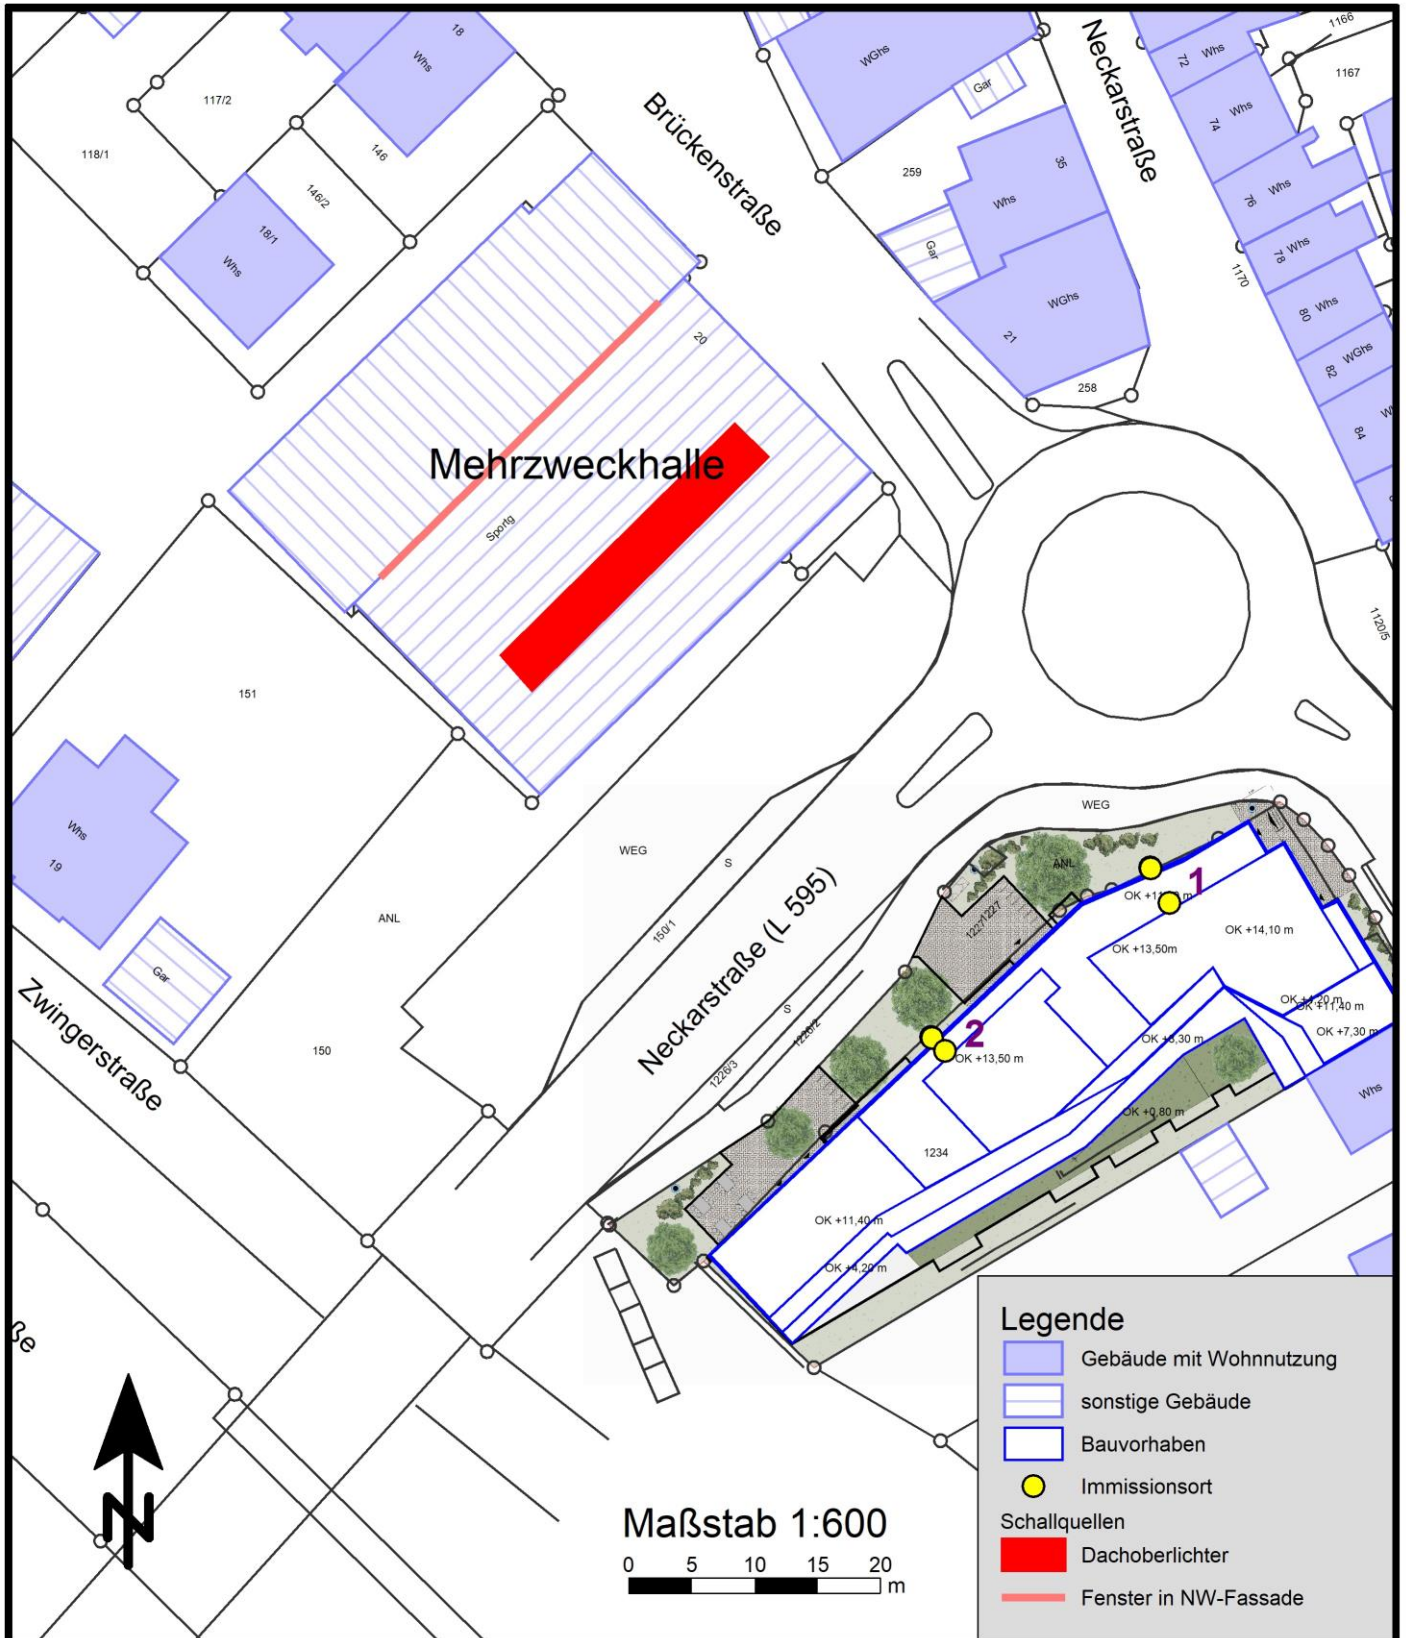 18
Whs
117/2
118/1
146
146/2
18/1
Whs
Brückenstraße
WGhs
Gar
259
35
Whs
Gar
WGhs
21
258
Neckarstraße
72 Whs
74 Whs
76 Whs
78 Whs
80 Whs
82 WGhs
84
1166
1167
1170
1120/5
20
Mehrzweckhalle
Sportg
151
Whs
19
Gar
ANL
150
Zwingerstraße
ße
WEG
S
150/1
Neckarstraße (L 595)
S
1226/2
1226/3
WEG
ANL
1227
1227
1
OK +14,10 m
OK +13,50m
2
OK +13,50 m
OK +11,40 m
OK +7,30 m
OK +0,80 m
1234
OK +11,40 m
OK +4,20 m
Whs
Legende
Gebäude mit Wohnnutzung
sonstige Gebäude
Bauvorhaben
Immissionsort
Schallquellen
Dachoberlichter
Fenster in NW-Fassade
N
Maßstab 1:600
0 5 10 15 20
m